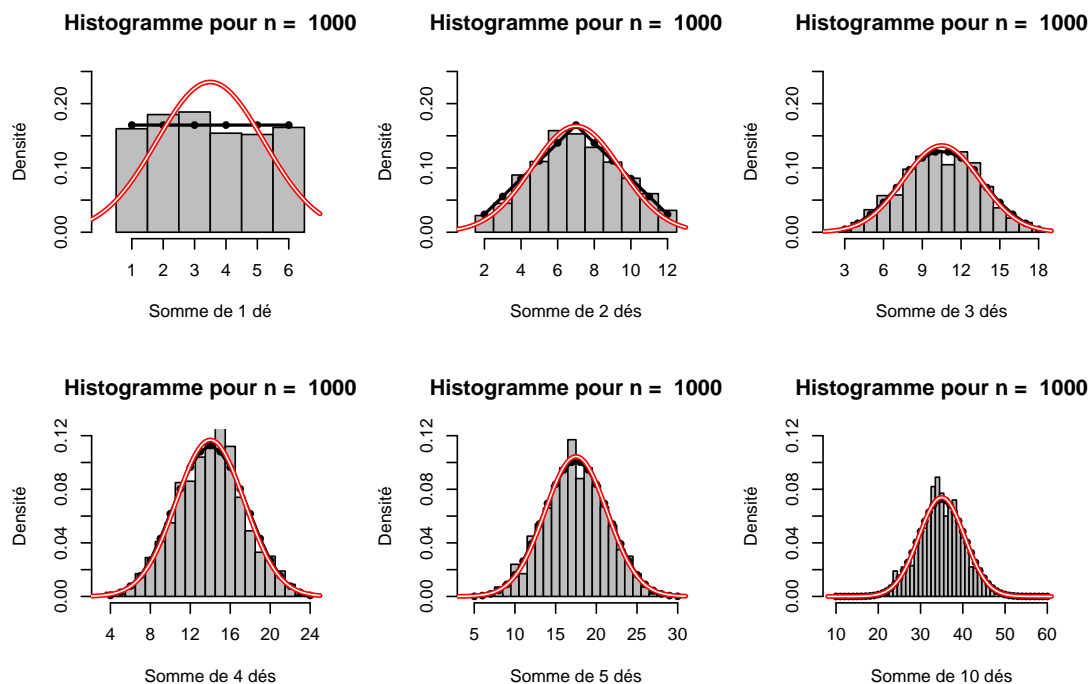 Histogramme pour n =  1000
Densité
0.00 0.10 0.20
1 2 3 4 5 6
Somme de 1 dé
Histogramme pour n =  1000
Densité
0.00 0.10 0.20
2 4 6 8 10 12
Somme de 2 dés
Histogramme pour n =  1000
Densité
0.00 0.10 0.20
3 6 9 12 15 18
Somme de 3 dés
Histogramme pour n =  1000
Densité
0.00 0.04 0.08 0.12
4 8 12 16 20 24
Somme de 4 dés
Histogramme pour n =  1000
Densité
0.00 0.04 0.08 0.12
5 10 15 20 25 30
Somme de 5 dés
Histogramme pour n =  1000
Densité
0.00 0.04 0.08 0.12
10 20 30 40 50 60
Somme de 10 dés